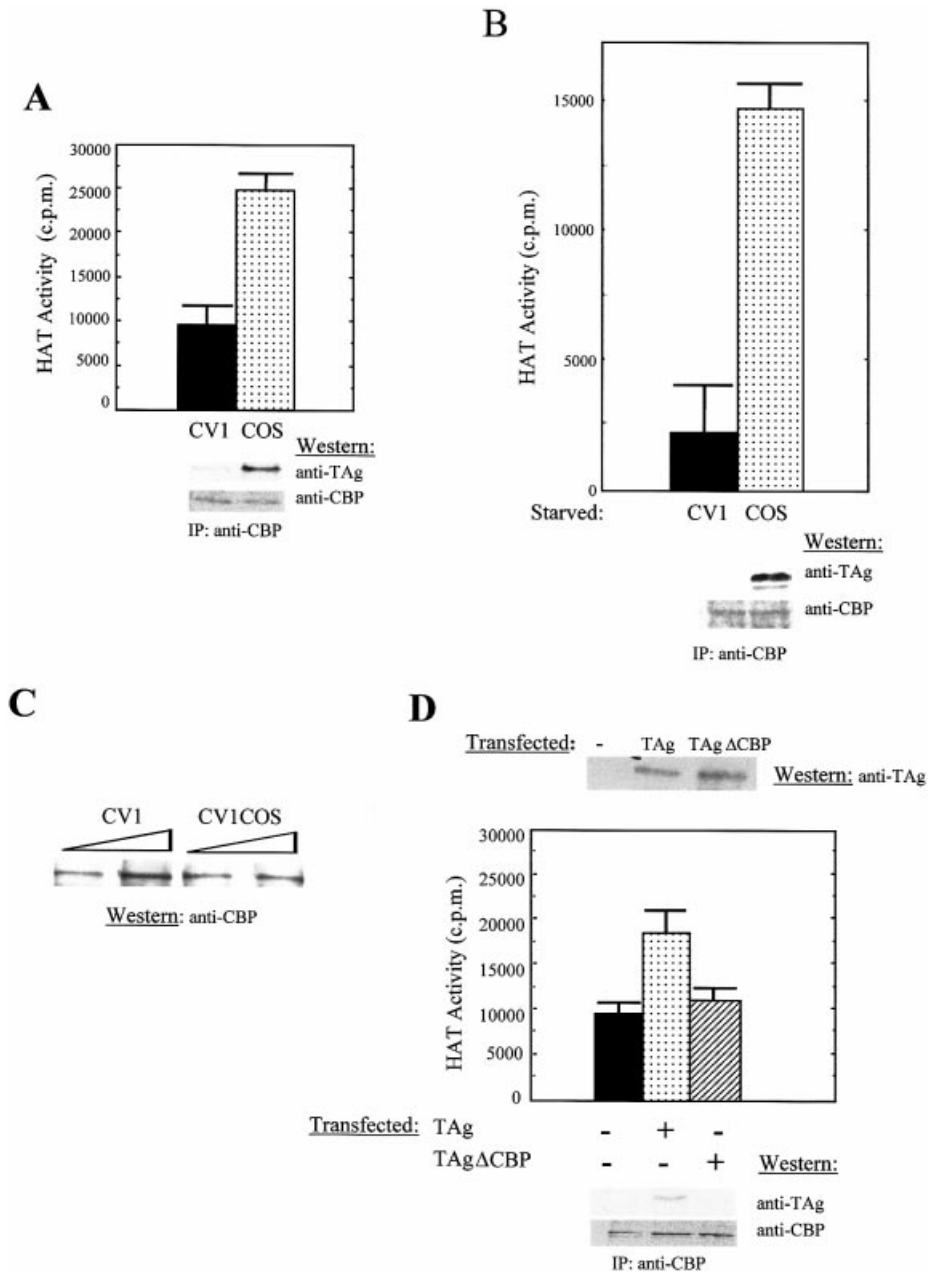 A
30000
25000
20000
15000
10000
5000
0
HAT Activity (c.p.m.)
CV1 COS
Western:
anti-TAg
anti-CBP
IP: anti-CBP
B
15000
10000
5000
0
HAT Activity (c.p.m.)
Starved: CV1 COS
Western:
anti-TAg
anti-CBP
IP: anti-CBP
C
CV1 CV1COS
Western: anti-CBP
D
Transfected: - TAg TAg ΔCBP
Western: anti-TAg
30000
25000
20000
15000
10000
5000
0
HAT Activity (c.p.m.)
Transfected: TAg - + -
TAgΔCBP - - + Western:
anti-TAg
anti-CBP
IP: anti-CBP